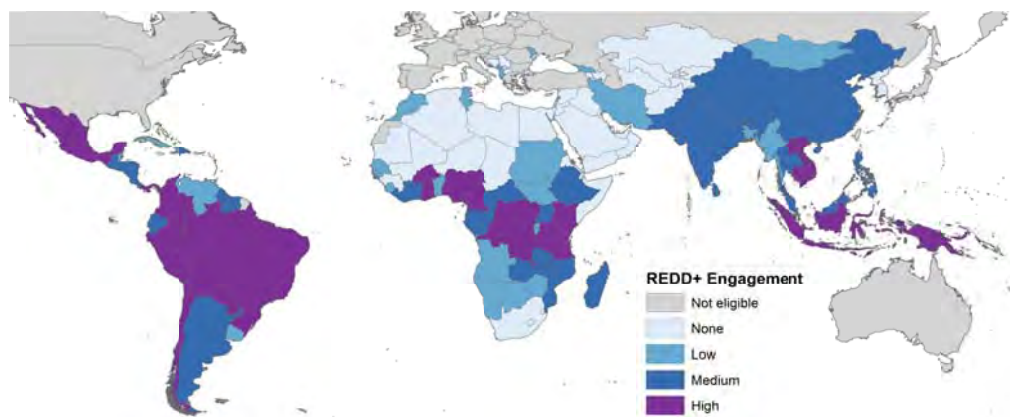 REDD+ Engagement
Not eligible
None
Low
Medium
High